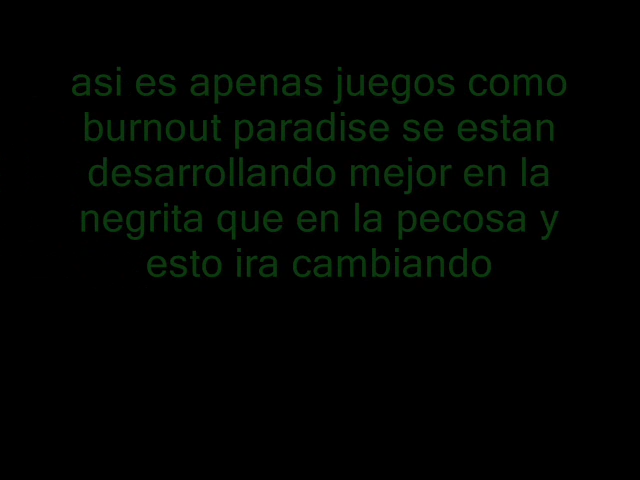 asi es apenas juegos como
burnout paradise se estan
desarrollando mejor en la
negrita que en la pecosa y
esto ira cambiando